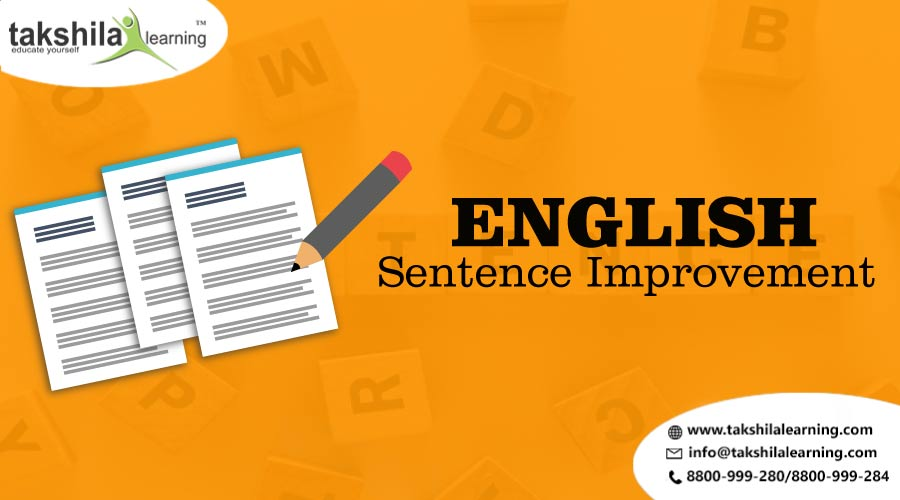 takshila learning ™
educate yourself
ENGLISH
Sentence Improvement
www.takshilalearning.com
info@takshilalearning.com
8800-999-280/8800-999-284
O
M
D
B
T E N C E
P
R
C
Y